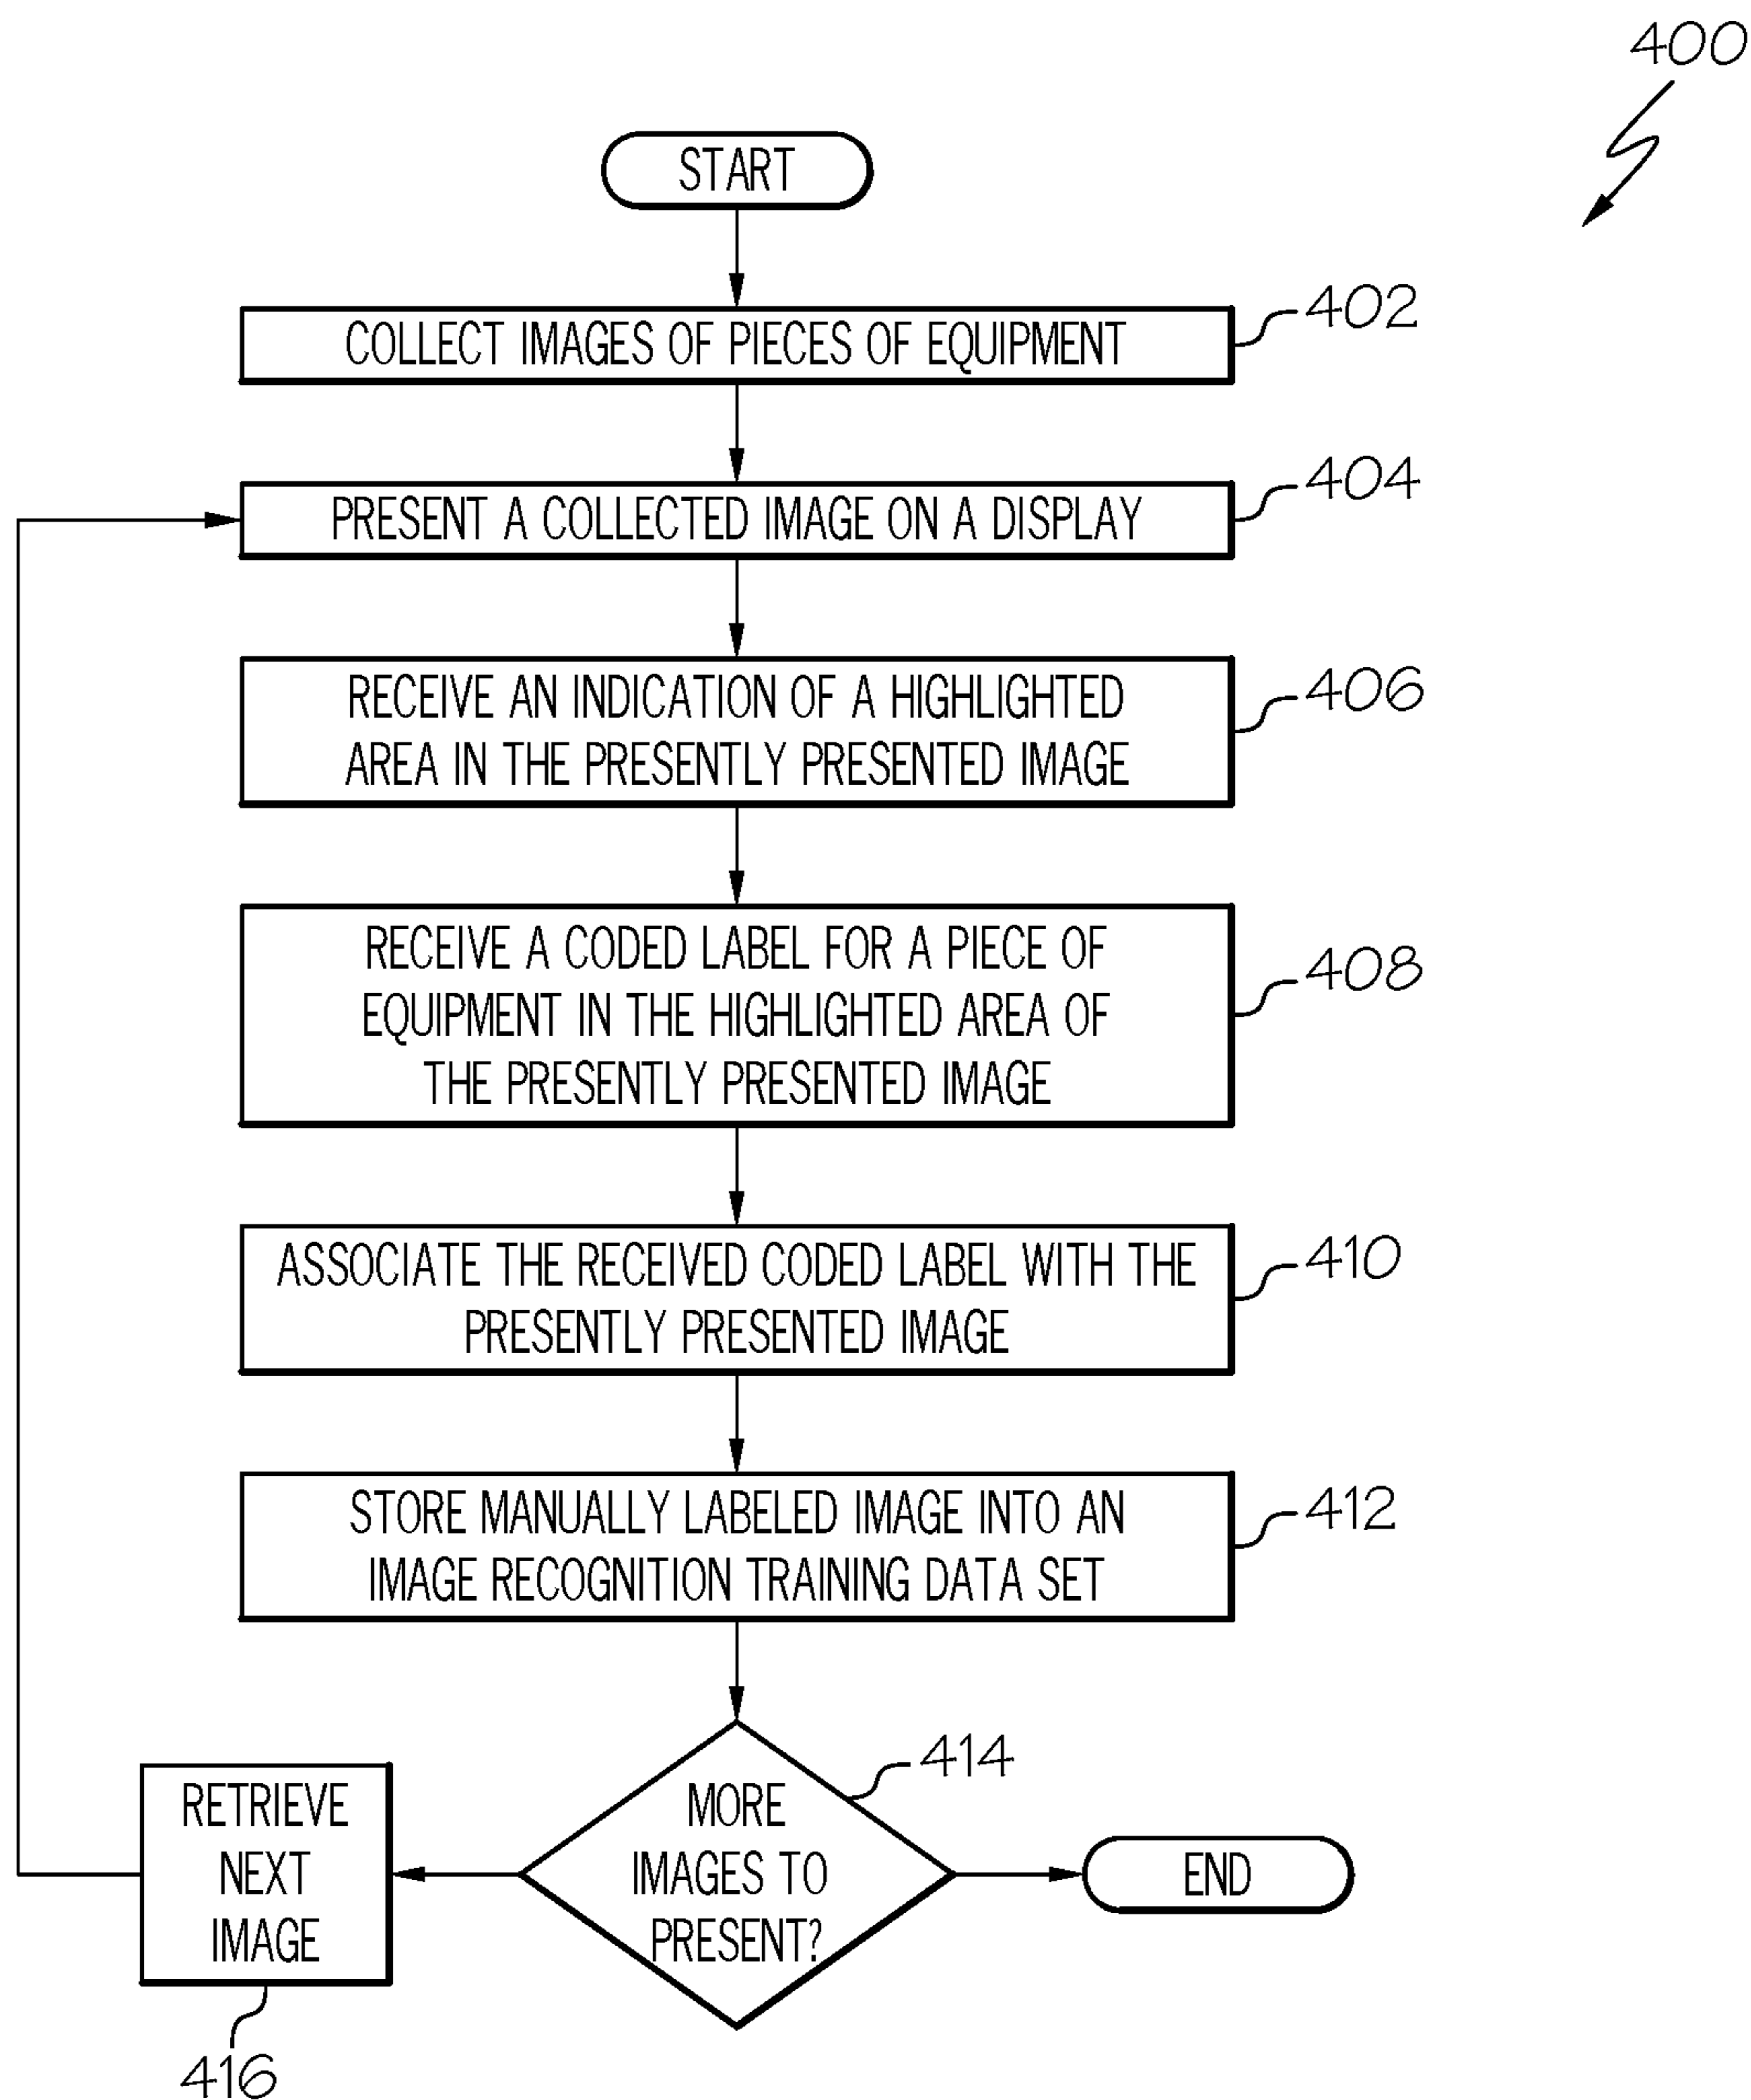 400
START
COLLECT IMAGES OF PIECES OF EQUIPMENT
402
PRESENT A COLLECTED IMAGE ON A DISPLAY
404
RECEIVE AN INDICATION OF A HIGHLIGHTED
AREA IN THE PRESENTLY PRESENTED IMAGE
406
RECEIVE A CODED LABEL FOR A PIECE OF
EQUIPMENT IN THE HIGHLIGHTED AREA OF
THE PRESENTLY PRESENTED IMAGE
408
ASSOCIATE THE RECEIVED CODED LABEL WITH THE
PRESENTLY PRESENTED IMAGE
410
STORE MANUALLY LABELED IMAGE INTO AN
IMAGE RECOGNITION TRAINING DATA SET
412
MORE
IMAGES TO
PRESENT?
414
RETRIEVE
NEXT
IMAGE
416
END